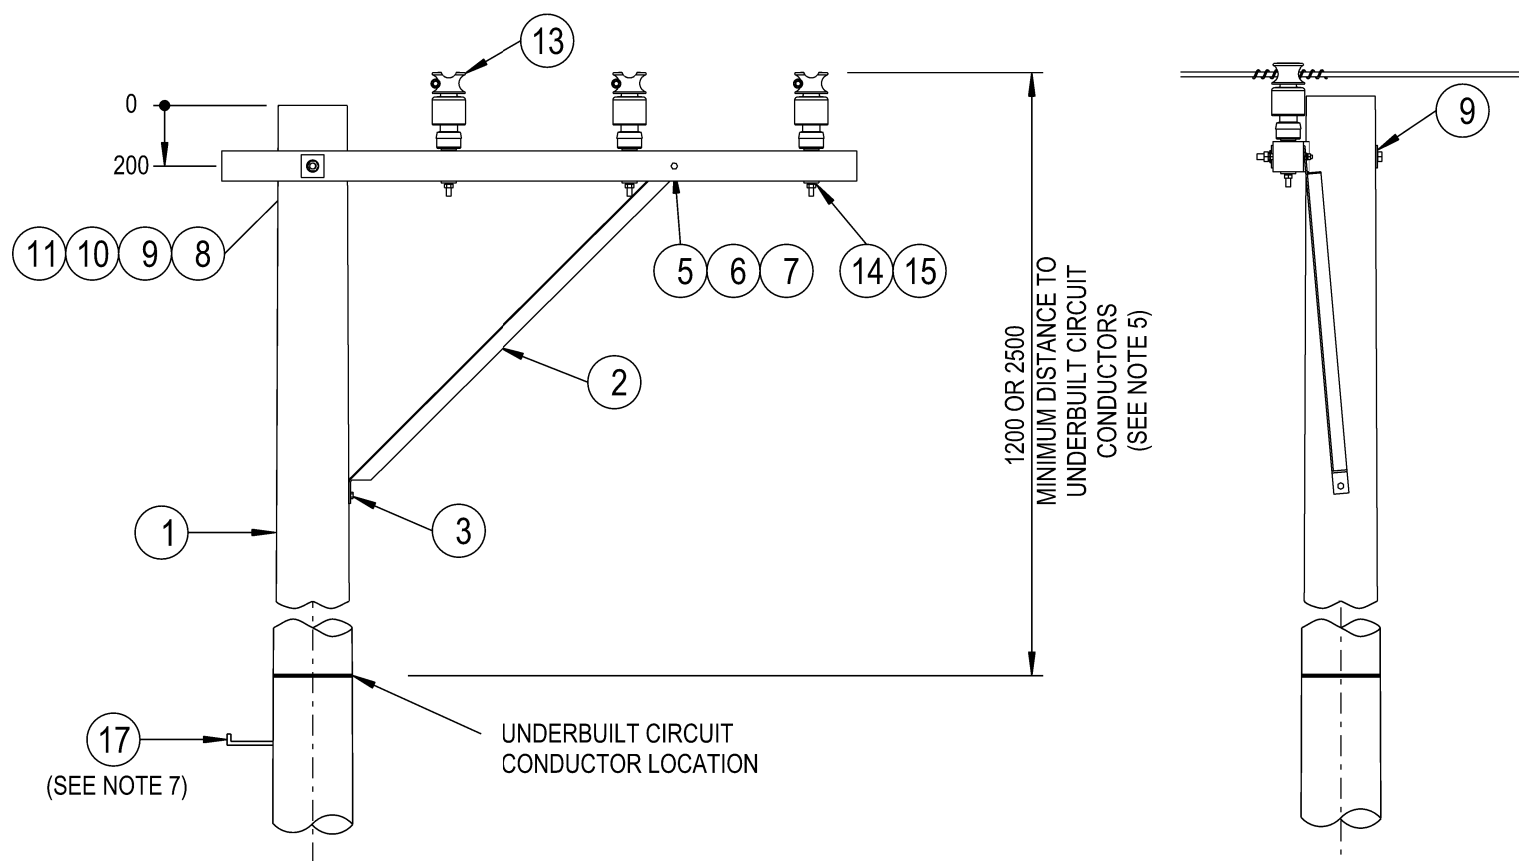 13
0
200
9
11 10 9 8
5 6 7
14 15
1200 OR 2500
MINIMUM DISTANCE TO
UNDERBUILT CIRCUIT
CONDUCTORS
(SEE NOTE 5)
2
1
3
17
(SEE NOTE 7)
UNDERBUILT CIRCUIT
CONDUCTOR LOCATION